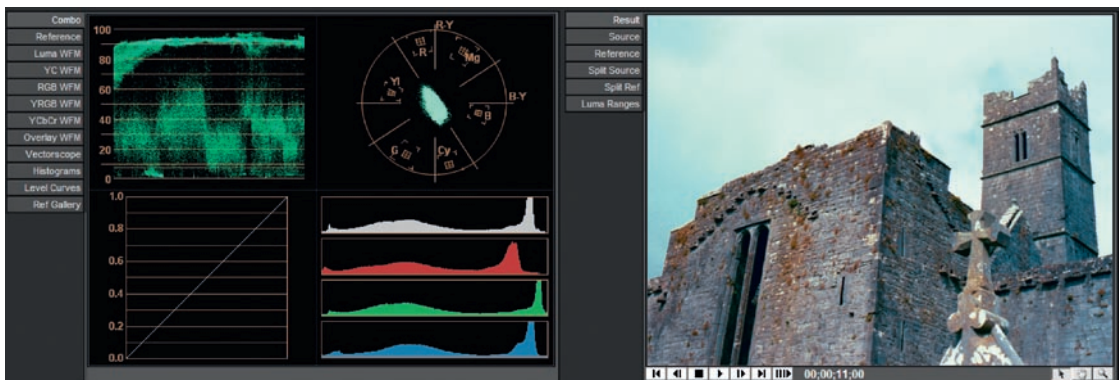 Combo
Reference
Luma WFM
YC WFM
RGB WFM
YRGB WFM
YCbCr WFM
Overlay WFM
Vectorscope
Histograms
Level Curves
Ref Gallery
100
80
60
40
20
0
R-Y
R
Mg
Yl
B-Y
B
G
Cy
1.0
0.8
0.6
0.4
0.2
0.0
Result
Source
Reference
Split Source
Split Ref
Luma Ranges
00;00;11;00